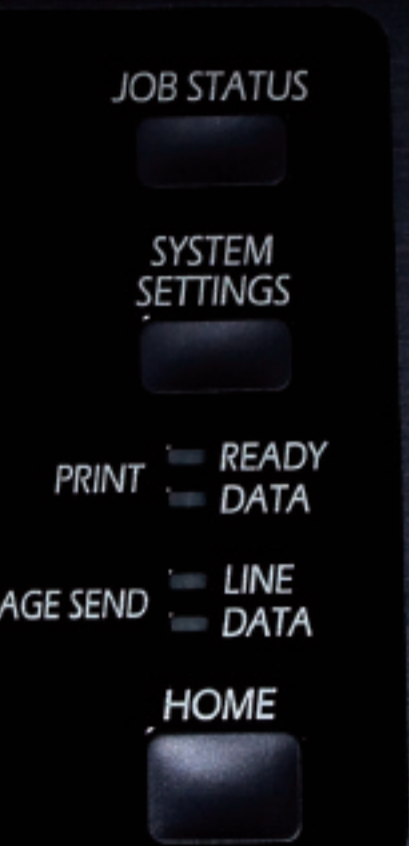 JOB STATUS
SYSTEM
SETTINGS
PRINT
READY
DATA
AGE SEND
LINE
DATA
HOME